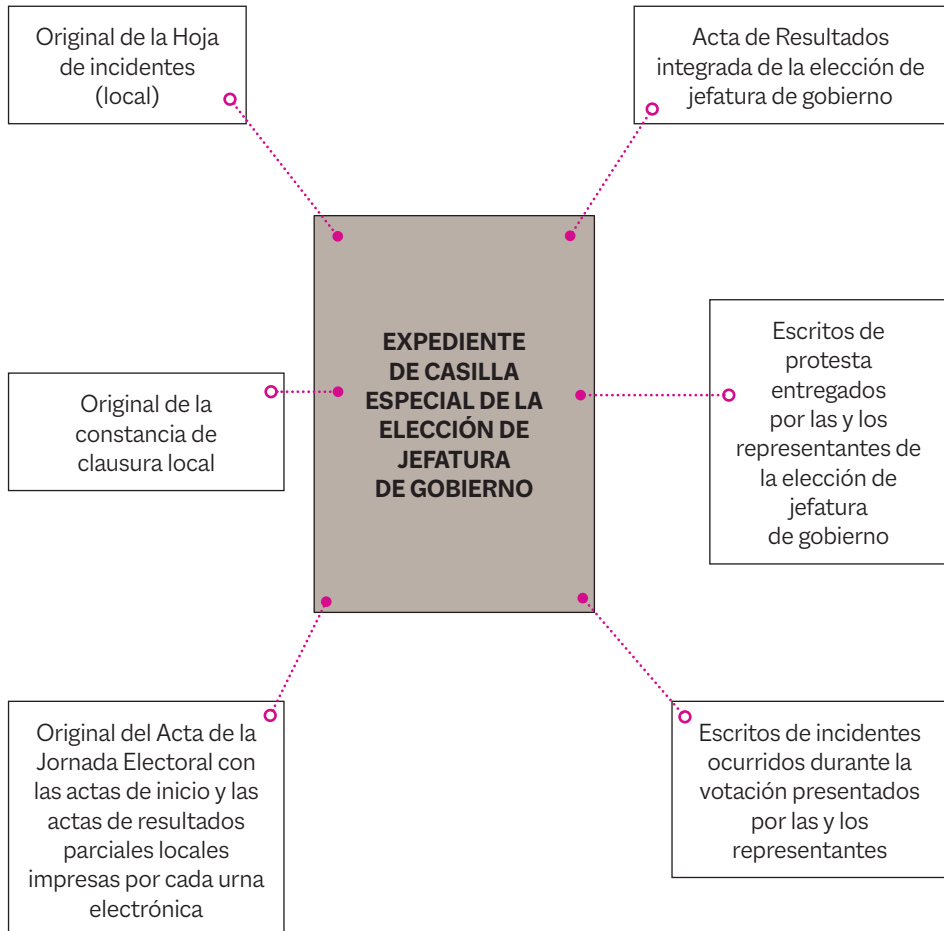 Original de la Hoja
de incidentes
(local)
Acta de Resultados
integrada de la elección de
jefatura de gobierno
EXPEDIENTE
DE CASILLA
ESPECIAL DE LA
ELECCIÓN DE
JEFATURA
DE GOBIERNO
Original de la
constancia de
clausura local
Escritos de
protesta
entregados
por las y los
representantes de
la elección de
jefatura
de gobierno
Original del Acta de la
Jornada Electoral con
las actas de inicio y las
actas de resultados
parciales locales
impresas por cada urna
electrónica
Escritos de incidentes
ocurridos durante la
votación presentados
por las y los
representantes